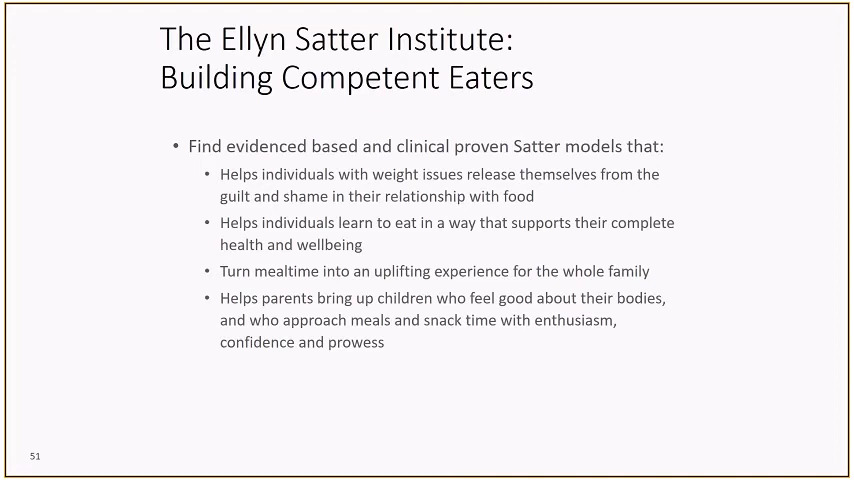 The Ellyn Satter Institute:
Building Competent Eaters
• Find evidenced based and clinical proven Satter models that:
• Helps individuals with weight issues release themselves from the
guilt and shame in their relationship with food
• Helps individuals learn to eat in a way that supports their complete
health and wellbeing
• Turn mealtime into an uplifting experience for the whole family
• Helps parents bring up children who feel good about their bodies,
and who approach meals and snack time with enthusiasm,
confidence and prowess
51